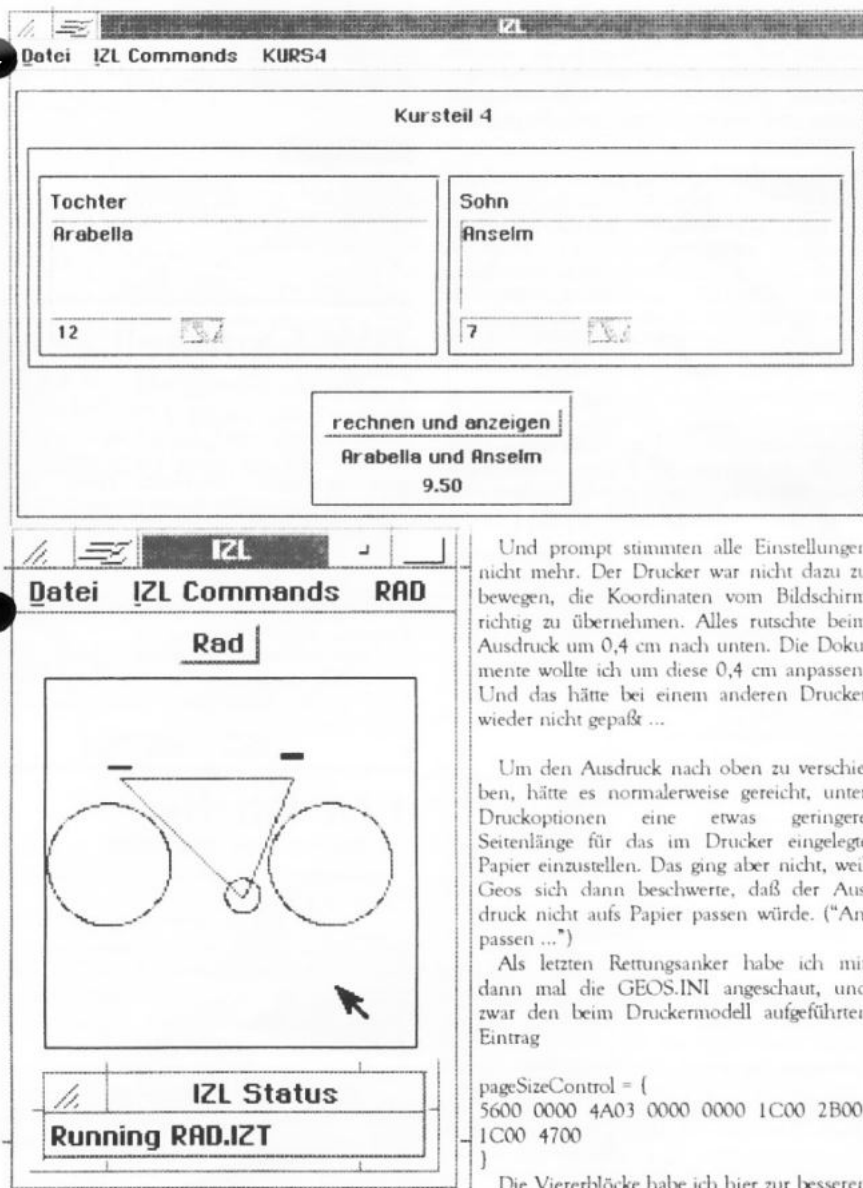 IZL
Datei IZL Commands KURS4
Kursteil 4
Tochter
Arabella
12
Sohn
Anselm
7
rechnen und anzeigen
Arabella und Anselm
9.50
IZL
Datei IZL Commands RAD
Rad
IZL Status
Running RAD.IZT
Und prompt stimmten alle Einstellungen
nicht mehr. Der Drucker war nicht dazu zu
bewegen, die Koordinaten vom Bildschirm
richtig zu übernehmen. Alles rutschte beim
Ausdruck um 0,4 cm nach unten. Die Doku
mente wollte ich um diese 0,4 cm anpassen
Und das hätte bei einem anderen Drucker
wieder nicht gepaßt ...
Um den Ausdruck nach oben zu verschie
ben, hätte es normalerweise gereicht, unter
Druckoptionen eine etwas geringere
Seitenlänge für das im Drucker eingelegte
Papier einzustellen. Das ging aber nicht, weil
Geos sich dann beschwerte, daß der Aus
druck nicht aufs Papier passen würde. ("An
passen ...")
Als letzten Rettungsanker habe ich mir
dann mal die GEOS.INI angeschaut, und
zwar den beim Druckermodell aufgeführten
Eintrag
pageSizeControl = {
5600 0000 4A03 0000 0000 1C00 2B00
1C00 4700
}
Die Viererblöcke habe ich hier zur besseren